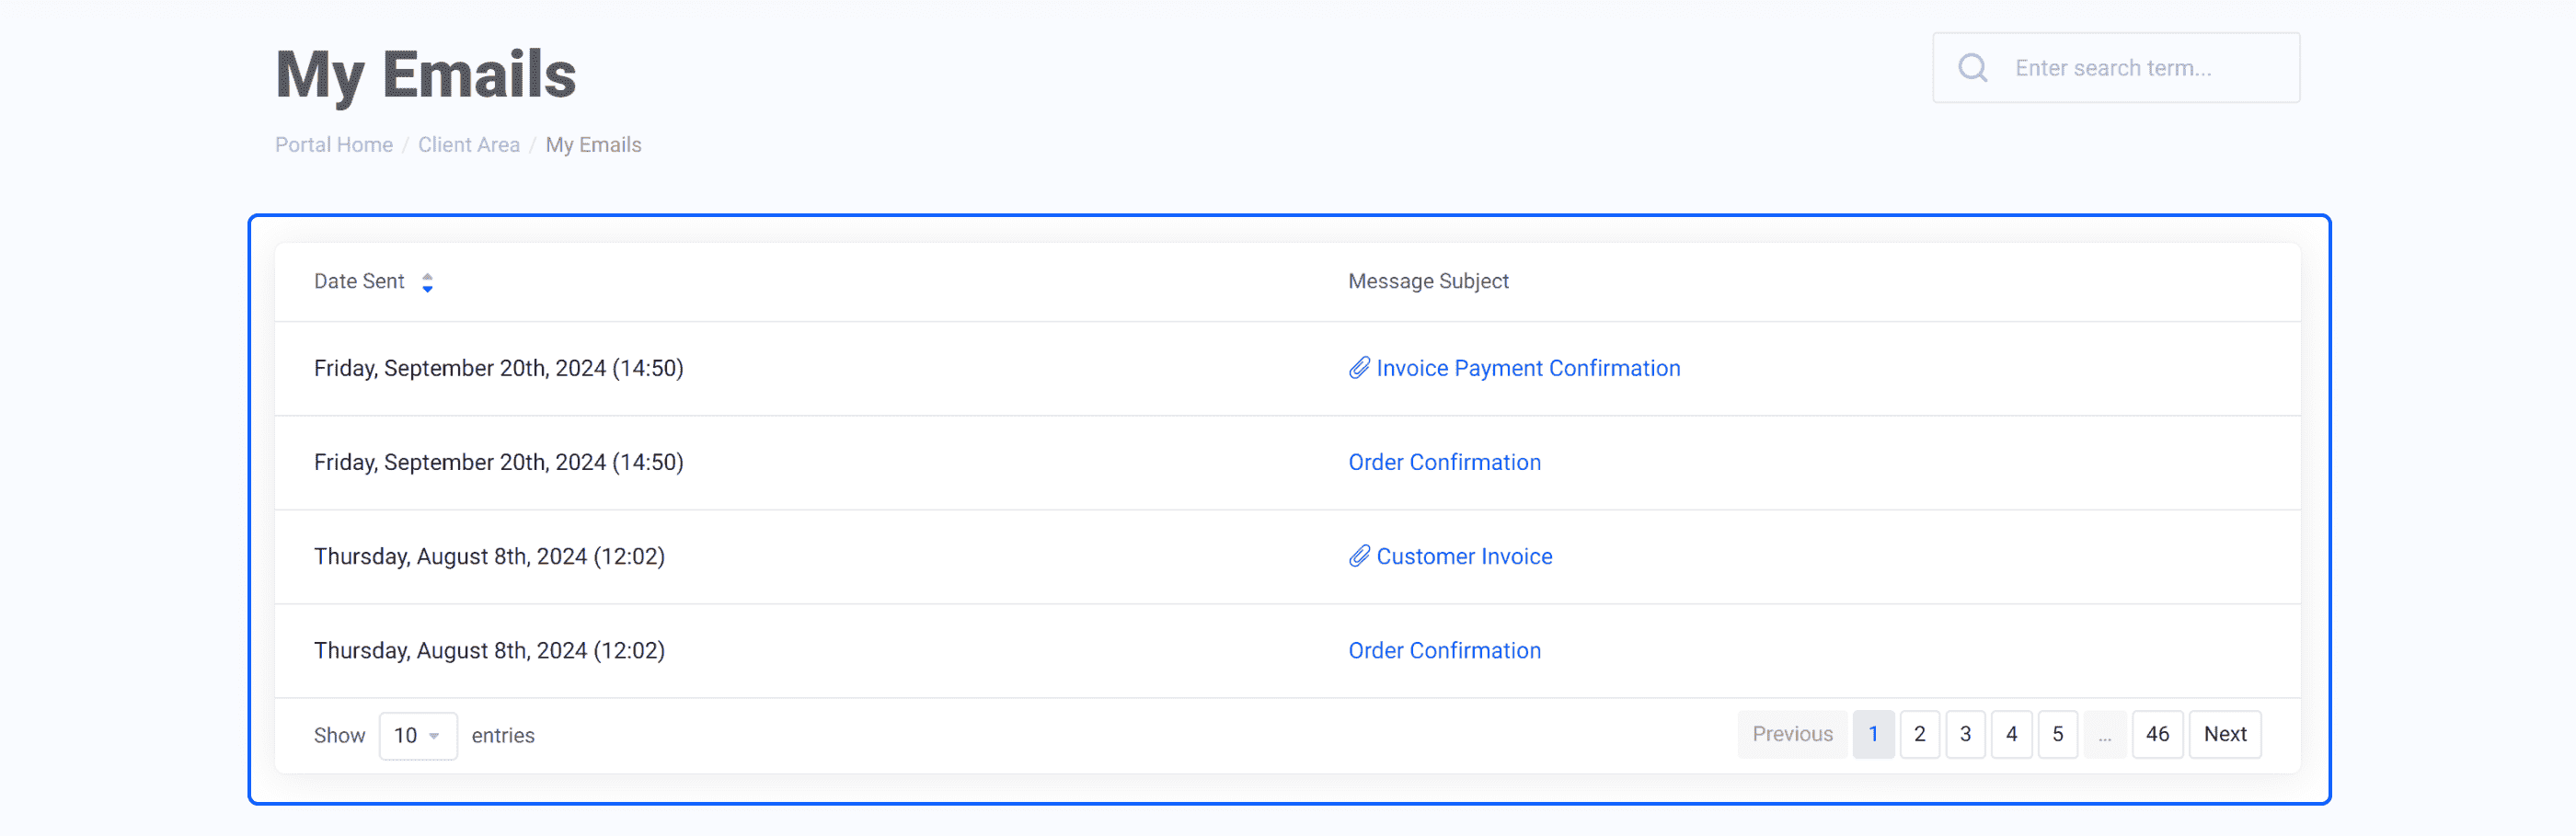 My Emails
Enter search term...
Portal Home / Client Area / My Emails
Date Sent Message Subject
Friday, September 20th, 2024 (14:50) Invoice Payment Confirmation
Friday, September 20th, 2024 (14:50) Order Confirmation
Thursday, August 8th, 2024 (12:02) Customer Invoice
Thursday, August 8th, 2024 (12:02) Order Confirmation
Show 10 entries Previous 1 2 3 4 5 ... 46 Next